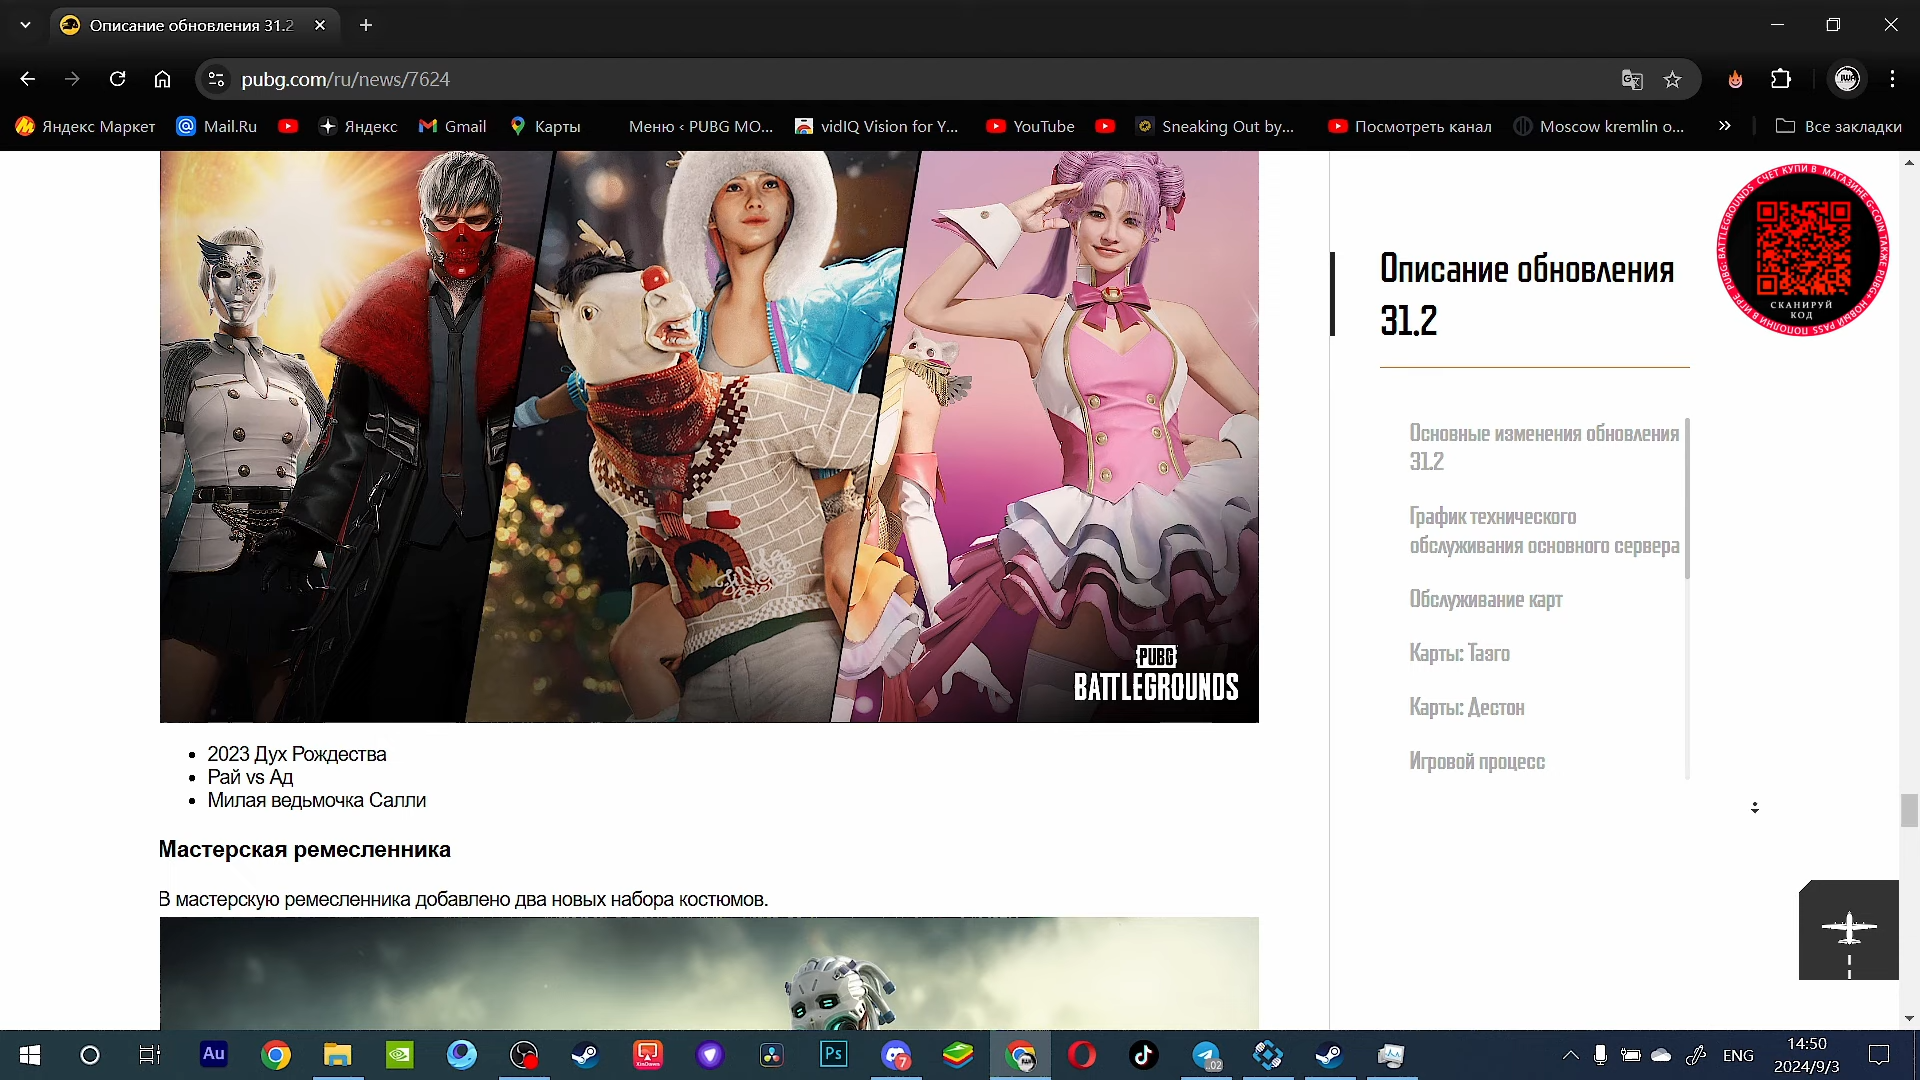 Описание обновления 31.2
pubg.com/ru/news/7624
Яндекс Маркет
Mail.Ru
Яндекс
Gmail
Карты
Меню ‹ PUBG MO...
vidIQ Vision for Y...
YouTube
Sneaking Out by...
Посмотреть канал
Moscow kremlin o...
Все закладки
PUBG
BATTLEGROUNDS
2023 Дух Рождества
Рай vs Ад
Милая ведьмочка Салли
Мастерская ремесленника
В мастерскую ремесленника добавлено два новых набора костюмов.
Описание обновления
31.2
Основные изменения обновления
31.2
График технического
обслуживания основного сервера
Обслуживание карт
Карты: Таэго
Карты: Дестон
Игровой процесс
СКАНИРУЙ
КОД
Au
Ps
7
02
ENG
14:50
2024/9/3